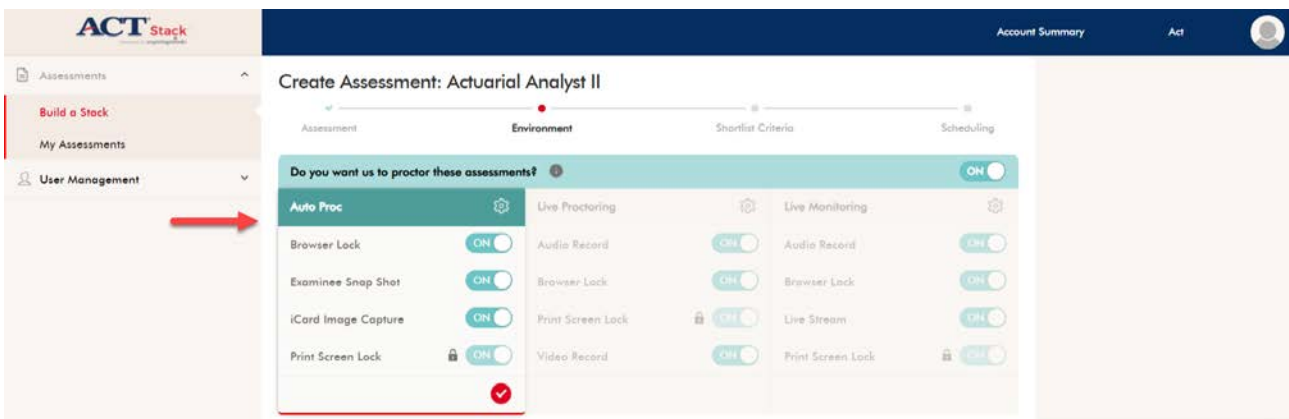 ACT Stack
Account Summary
Act
Assessments
Build a Stack
My Assessments
User Management
Create Assessment: Actuarial Analyst II
Assessment
Environment
Shortlist Criteria
Scheduling
Do you want us to proctor these assessments?
ON
Auto Proc
Browser Lock ON
Examinee Snap Shot ON
iCard Image Capture ON
Print Screen Lock ON
Live Proctoring
Audio Record ON
Browser Lock ON
Print Screen Lock ON
Video Record ON
Live Monitoring
Audio Record ON
Browser Lock ON
Live Stream ON
Print Screen Lock ON